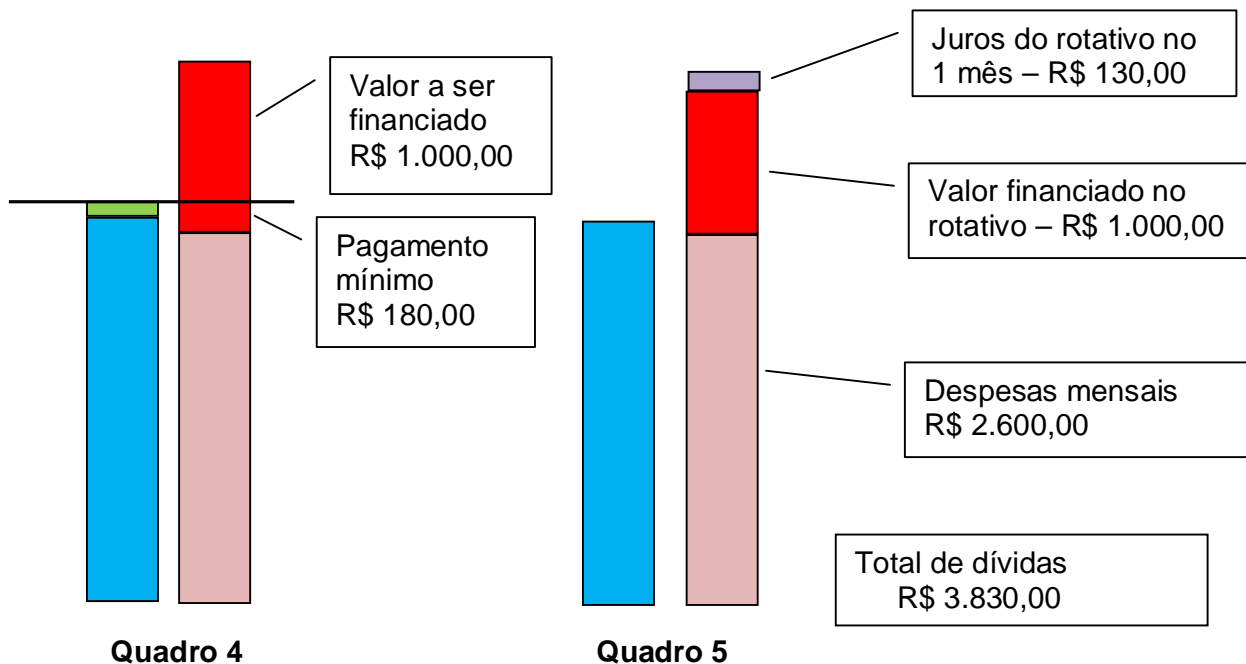 Valor a ser
financiado
R$ 1.000,00
Pagamento
mínimo
R$ 180,00
Quadro 4
Juros do rotativo no
1 mês – R$ 130,00
Valor financiado no
rotativo – R$ 1.000,00
Despesas mensais
R$ 2.600,00
Total de dívidas
R$ 3.830,00
Quadro 5